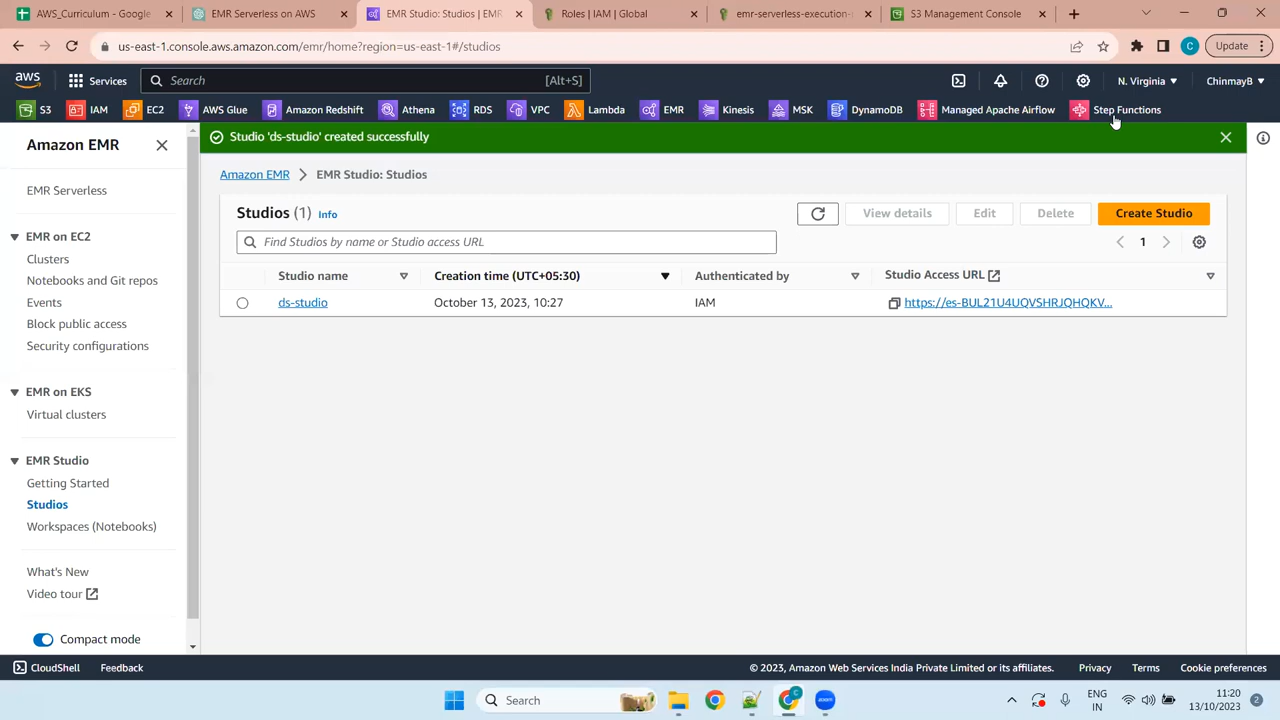 AWS_Curriculum - Google
EMR Serverless on AWS
EMR Studio: Studios | EMR
Roles | IAM | Global
emr-serverless-execution-
S3 Management Console
us-east-1.console.aws.amazon.com/emr/home?region=us-east-1#/studios
C
Update
aws
Services
Search
[Alt+S]
N. Virginia
ChinmayB
S3
IAM
EC2
AWS Glue
Amazon Redshift
Athena
RDS
VPC
Lambda
EMR
Kinesis
MSK
DynamoDB
Managed Apache Airflow
Step Functions
Amazon EMR
EMR Serverless
EMR on EC2
Clusters
Notebooks and Git repos
Events
Block public access
Security configurations
EMR on EKS
Virtual clusters
EMR Studio
Getting Started
Studios
Workspaces (Notebooks)
What's New
Video tour
Compact mode
Studio 'ds-studio' created successfully
Amazon EMR > EMR Studio: Studios
Studios (1) Info
View details
Edit
Delete
Create Studio
Find Studios by name or Studio access URL
1
Studio name
Creation time (UTC+05:30)
Authenticated by
Studio Access URL
ds-studio
October 13, 2023, 10:27
IAM
https://es-BUL21U4UQVSHRJQHQKV...
CloudShell
Feedback
© 2023, Amazon Web Services India Private Limited or its affiliates.
Privacy
Terms
Cookie preferences
Search
zoom
ENG
IN
11:20
13/10/2023
2